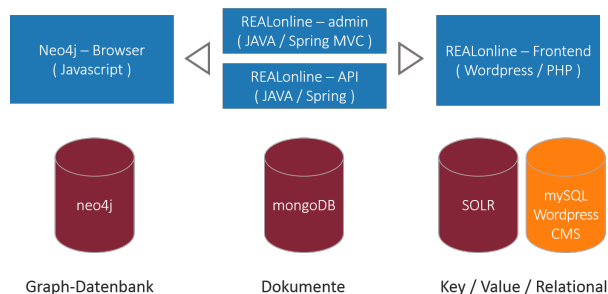 Neo4j – Browser
( Javascript )
REALonline – admin
( JAVA / Spring MVC )
REALonline – API
( JAVA / Spring )
REALonline – Frontend
( Wordpress / PHP )
neo4j
mongoDB
SOLR
mySQL
Wordpress
CMS
Graph-Datenbank
Dokumente
Key / Value / Relational